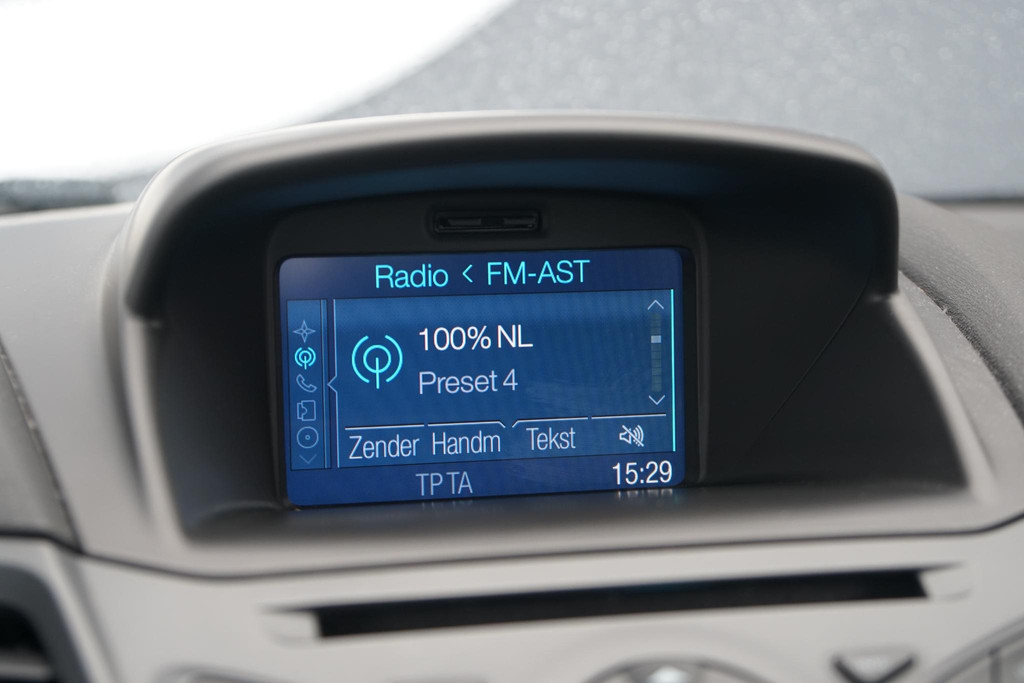 Radio < FM-AST
100% NL
Preset 4
Zender Handm Tekst
TP TA 15:29